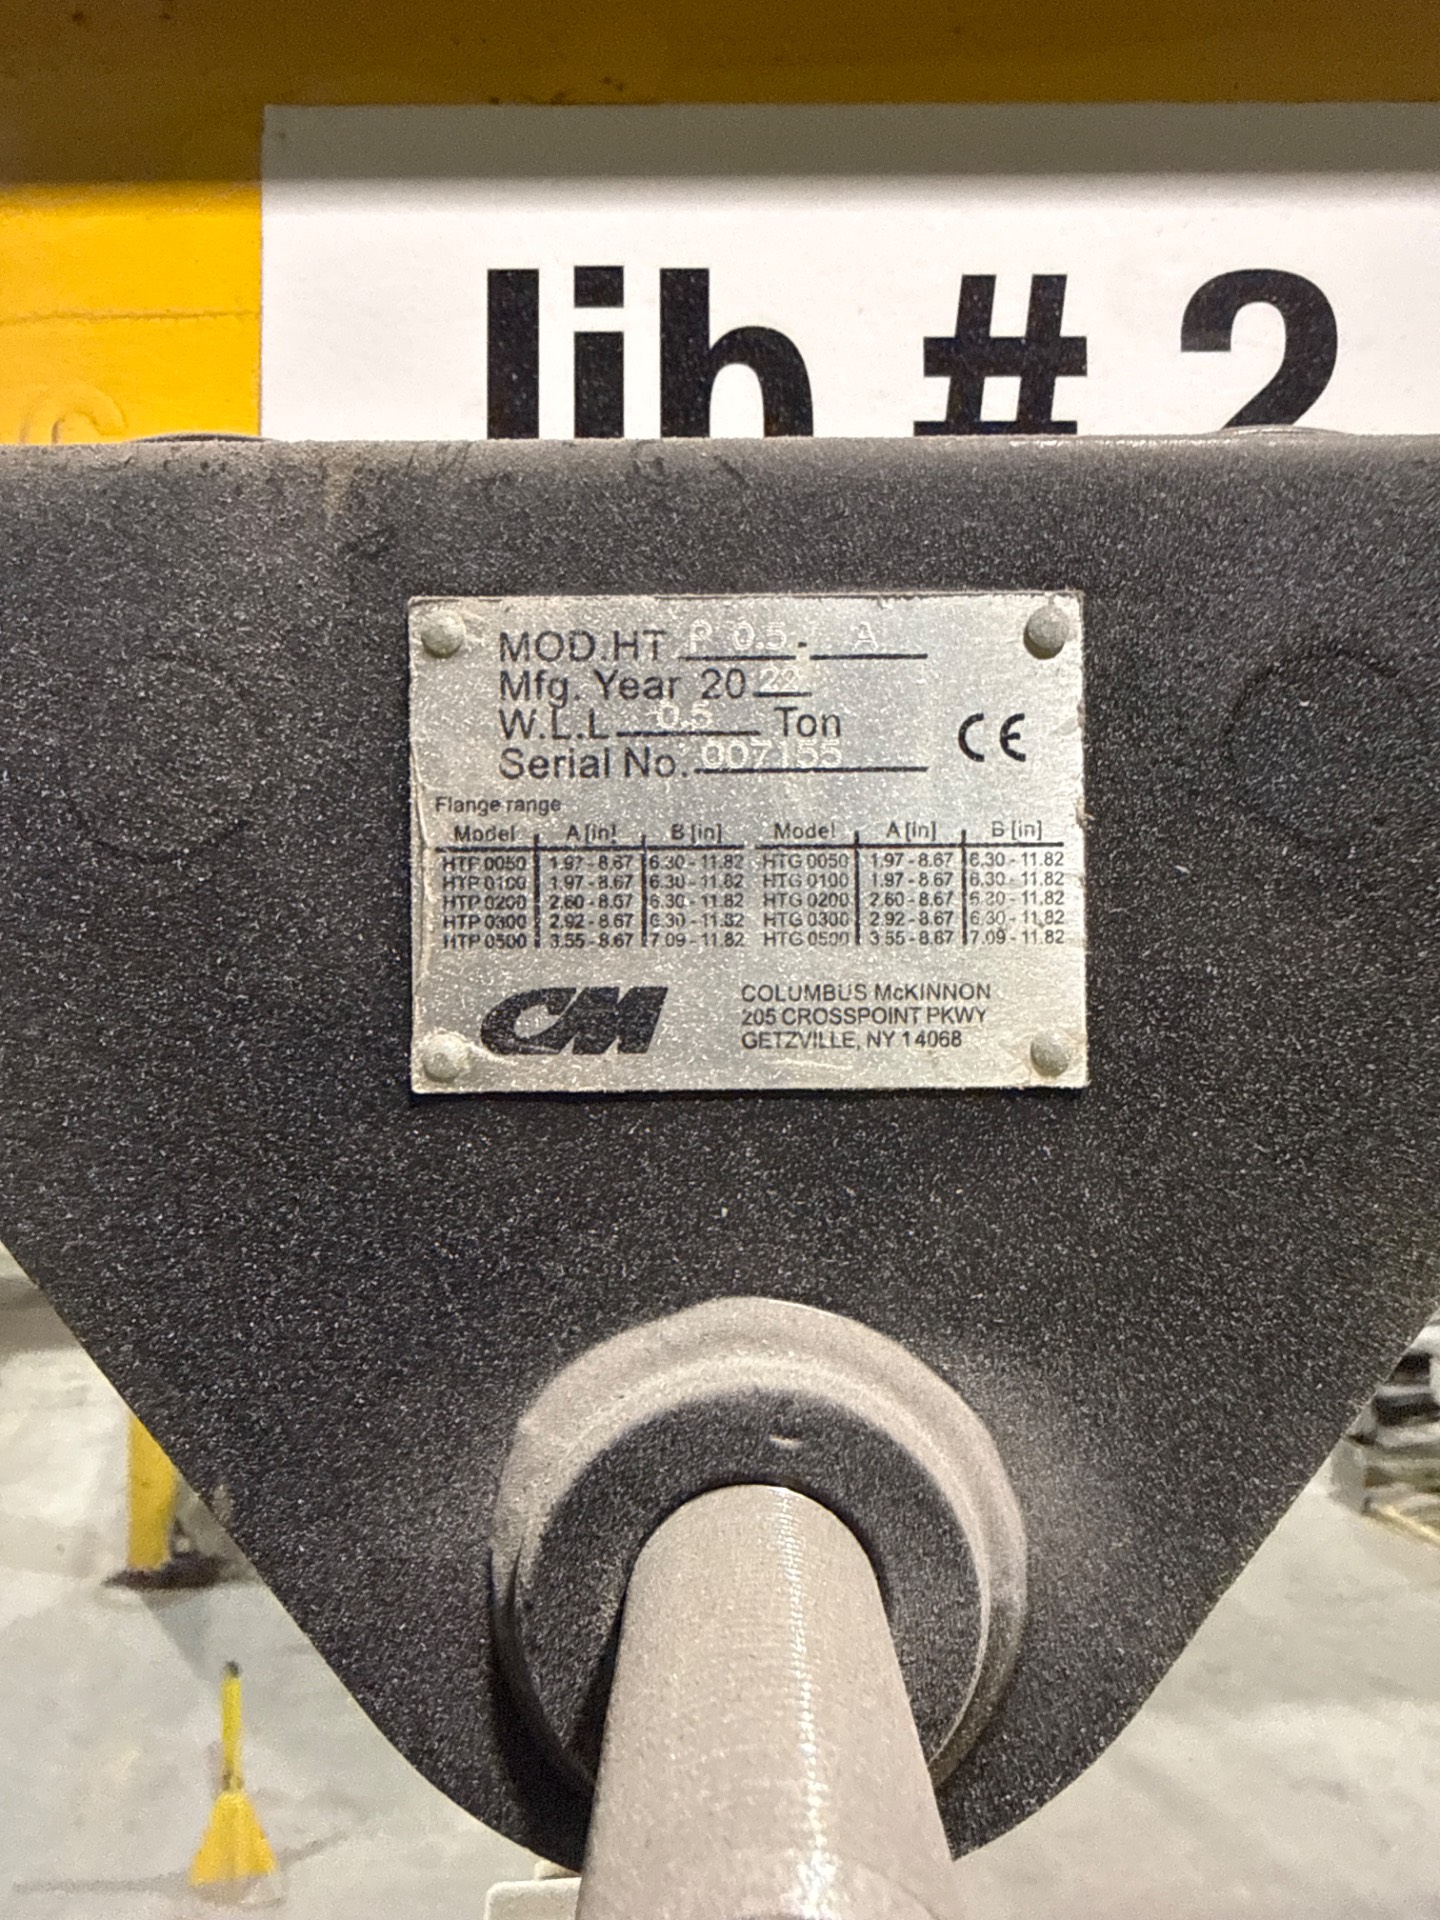 Jib # 2
MOD.HT P 0.5 - A
Mfg. Year 20 22
W.L.L 0.5 Ton
CE
Serial No. 007155
Flange range
Model A [in] B [in] Model A [in] B [in]
HTP 0050 1.97 - 8.67 6.30 - 11.82 HTG 0050 1.97 - 8.67 6.30 - 11.82
HTP 0100 1.97 - 8.67 6.30 - 11.82 HTG 0100 1.97 - 8.67 6.30 - 11.82
HTP 0200 2.60 - 8.67 6.30 - 11.82 HTG 0200 2.60 - 8.67 6.30 - 11.82
HTP 0300 2.92 - 8.67 6.30 - 11.82 HTG 0300 2.92 - 8.67 6.30 - 11.82
HTP 0500 3.55 - 8.67 7.09 - 11.82 HTG 0500 3.55 - 8.67 7.09 - 11.82
CM
COLUMBUS McKINNON
205 CROSSPOINT PKWY
GETZVILLE, NY 14068